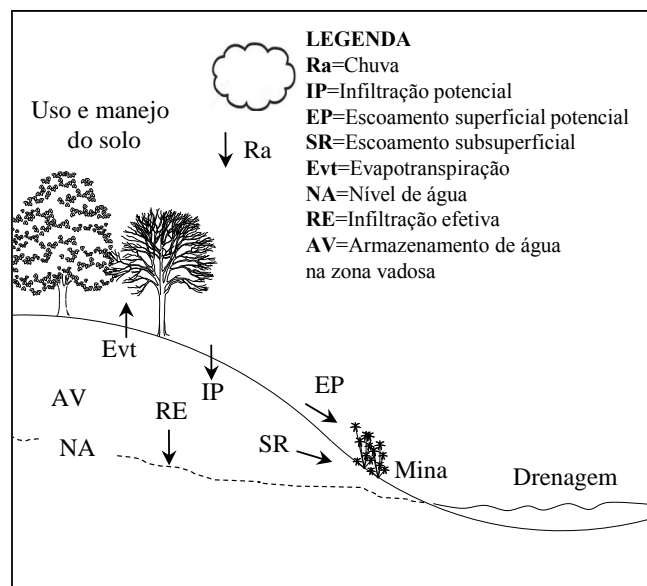 LEGENDA
Ra=Chuva
IP=Infiltração potencial
EP=Escoamento superficial potencial
SR=Escoamento subsuperficial
Evt=Evapotranspiração
NA=Nível de água
RE=Infiltração efetiva
AV=Armazenamento de água
na zona vadosa
Uso e manejo
do solo
Ra
Evt
IP
EP
AV
RE
NA
SR
Mina
Drenagem